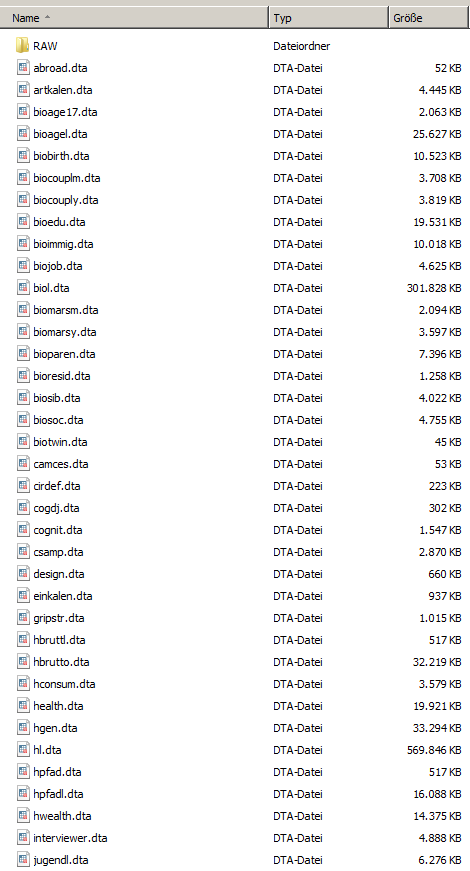 Name Typ Größe
RAW Dateiordner
abroad.dta DTA-Datei 52 KB
artkalen.dta DTA-Datei 4.445 KB
bioage17.dta DTA-Datei 2.063 KB
bioagel.dta DTA-Datei 25.627 KB
biobirth.dta DTA-Datei 10.523 KB
biocouplm.dta DTA-Datei 3.708 KB
biocouply.dta DTA-Datei 3.819 KB
bioedu.dta DTA-Datei 19.531 KB
bioimmig.dta DTA-Datei 10.018 KB
biojob.dta DTA-Datei 4.625 KB
biol.dta DTA-Datei 301.828 KB
biomarsm.dta DTA-Datei 2.094 KB
biomarsy.dta DTA-Datei 3.597 KB
bioparen.dta DTA-Datei 7.396 KB
bioresid.dta DTA-Datei 1.258 KB
biosib.dta DTA-Datei 4.022 KB
biosoc.dta DTA-Datei 4.755 KB
biotwin.dta DTA-Datei 45 KB
camces.dta DTA-Datei 53 KB
cirdef.dta DTA-Datei 223 KB
cogdj.dta DTA-Datei 302 KB
cognit.dta DTA-Datei 1.547 KB
csamp.dta DTA-Datei 2.870 KB
design.dta DTA-Datei 660 KB
einkalen.dta DTA-Datei 937 KB
gripstr.dta DTA-Datei 1.015 KB
hbruttl.dta DTA-Datei 517 KB
hbrutto.dta DTA-Datei 32.219 KB
hconsum.dta DTA-Datei 3.579 KB
health.dta DTA-Datei 19.921 KB
hgen.dta DTA-Datei 33.294 KB
hl.dta DTA-Datei 569.846 KB
hpfad.dta DTA-Datei 517 KB
hpfadl.dta DTA-Datei 16.088 KB
hwealth.dta DTA-Datei 14.375 KB
interviewer.dta DTA-Datei 4.888 KB
jugendl.dta DTA-Datei 6.276 KB